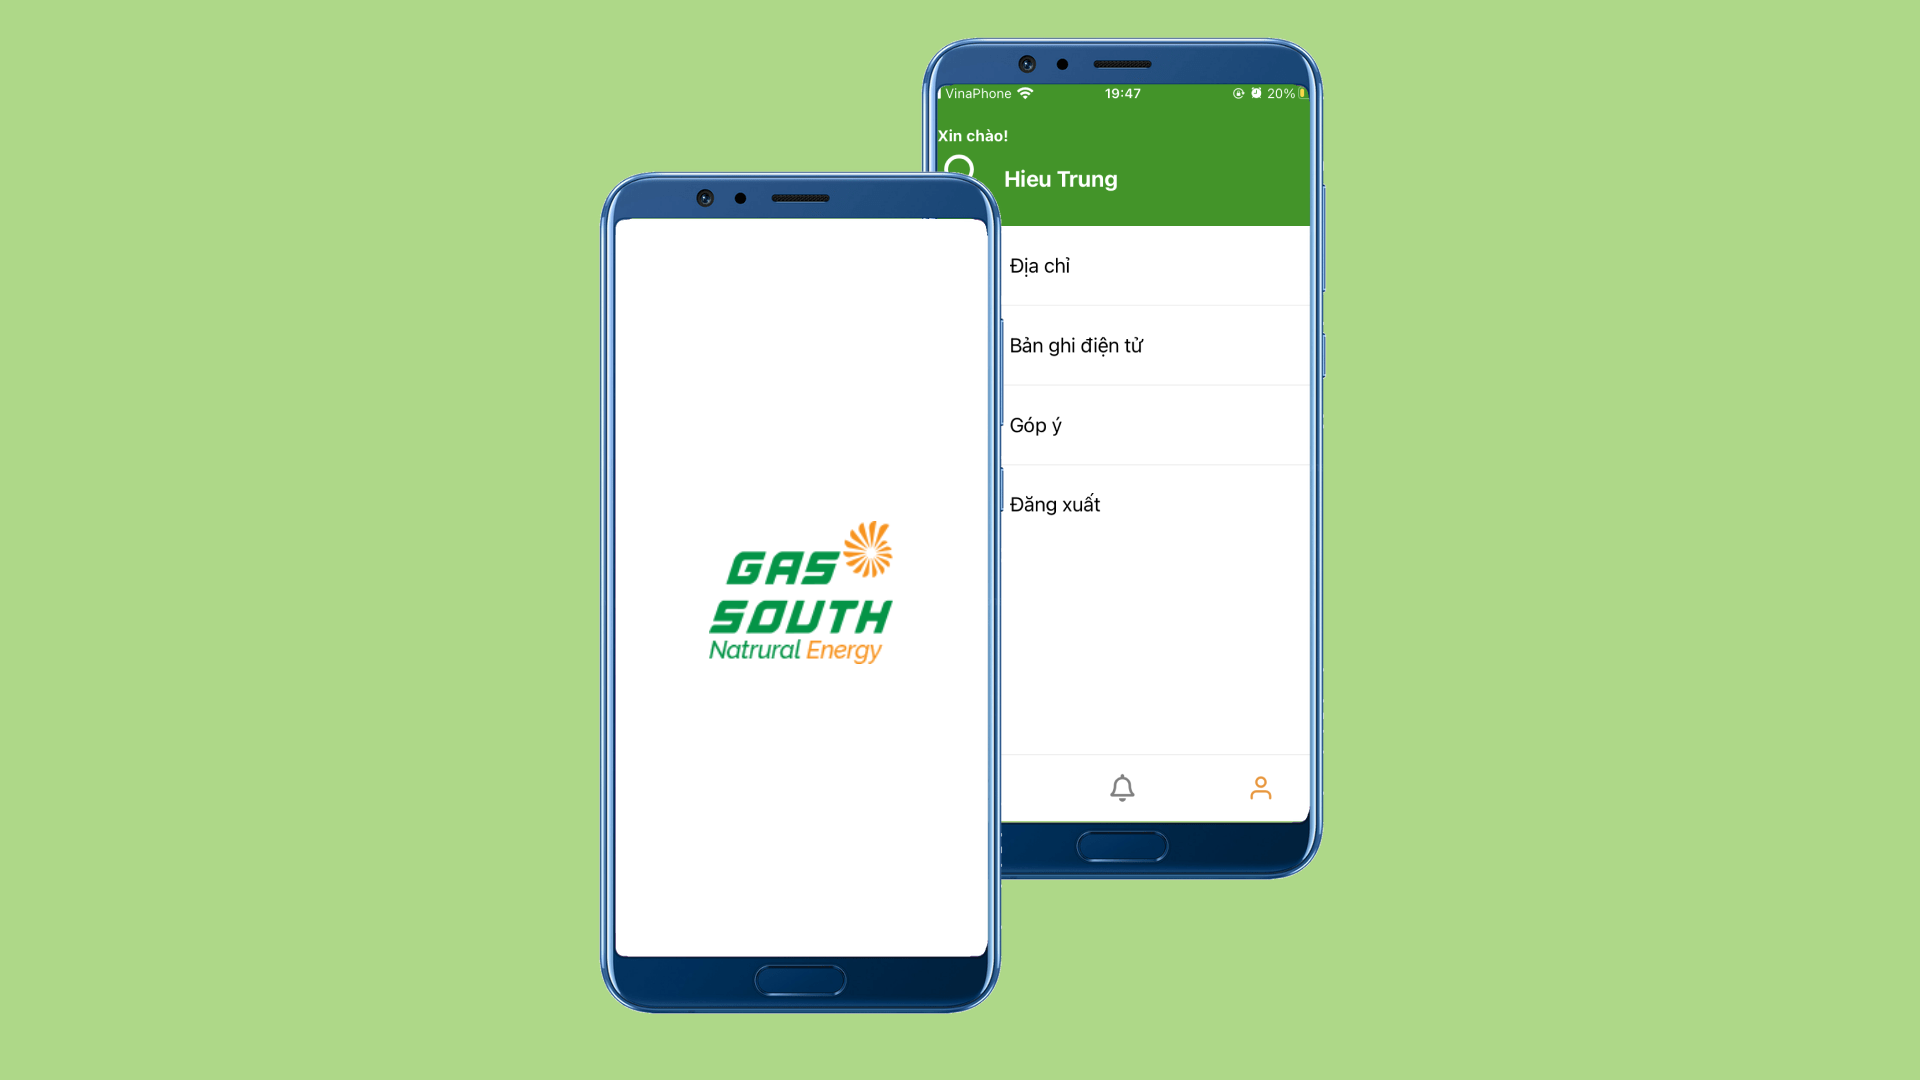 VinaPhone 19:47 20%
Xin chào!
Hieu Trung
Địa chỉ
Bản ghi điện tử
Góp ý
Đăng xuất
GAS
SOUTH
Natrural Energy